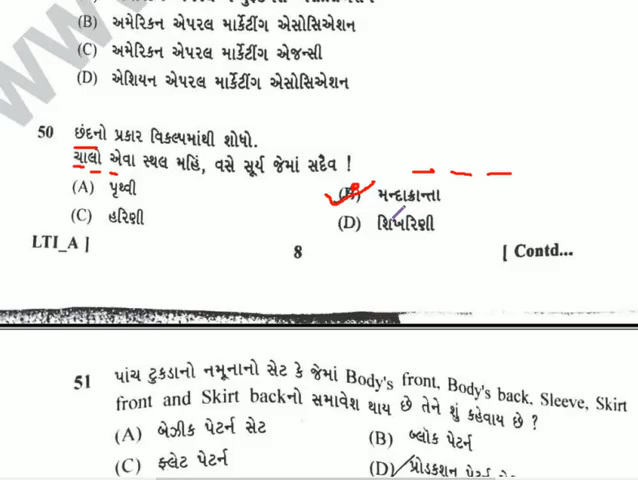 (B) અમેરિકન એપરલ માર્કેટીંગ એસોસિએશન
(C) અમેરિકન એપરલ માર્કેટીંગ એજન્સી
(D) એશિયન એપરલ માર્કેટીંગ એસોસિએશન
50 છંદનો પ્રકાર વિકલ્પમાંથી શોધો.
ચાલો એવા સ્થલ મહિં, વસે સૂર્ય જેમાં સદૈવ !
(A) પૃથ્વી (B) મન્દાક્રાન્તા
(C) હરિણી (D) શિખરિણી
LTI_A ] 8 [ Contd...
51 પાંચ ટુકડાનો નમૂનાનો સેટ કે જેમાં Body's front, Body's back, Sleeve, Skirt
front and Skirt backનો સમાવેશ થાય છે તેને શું કહેવાય છે ?
(A) બેઝીક પેટર્ન સેટ (B) બ્લૉક પેટર્ન
(C) ફ્લેટ પેટર્ન (D) પ્રોડકશન પેટર્ન